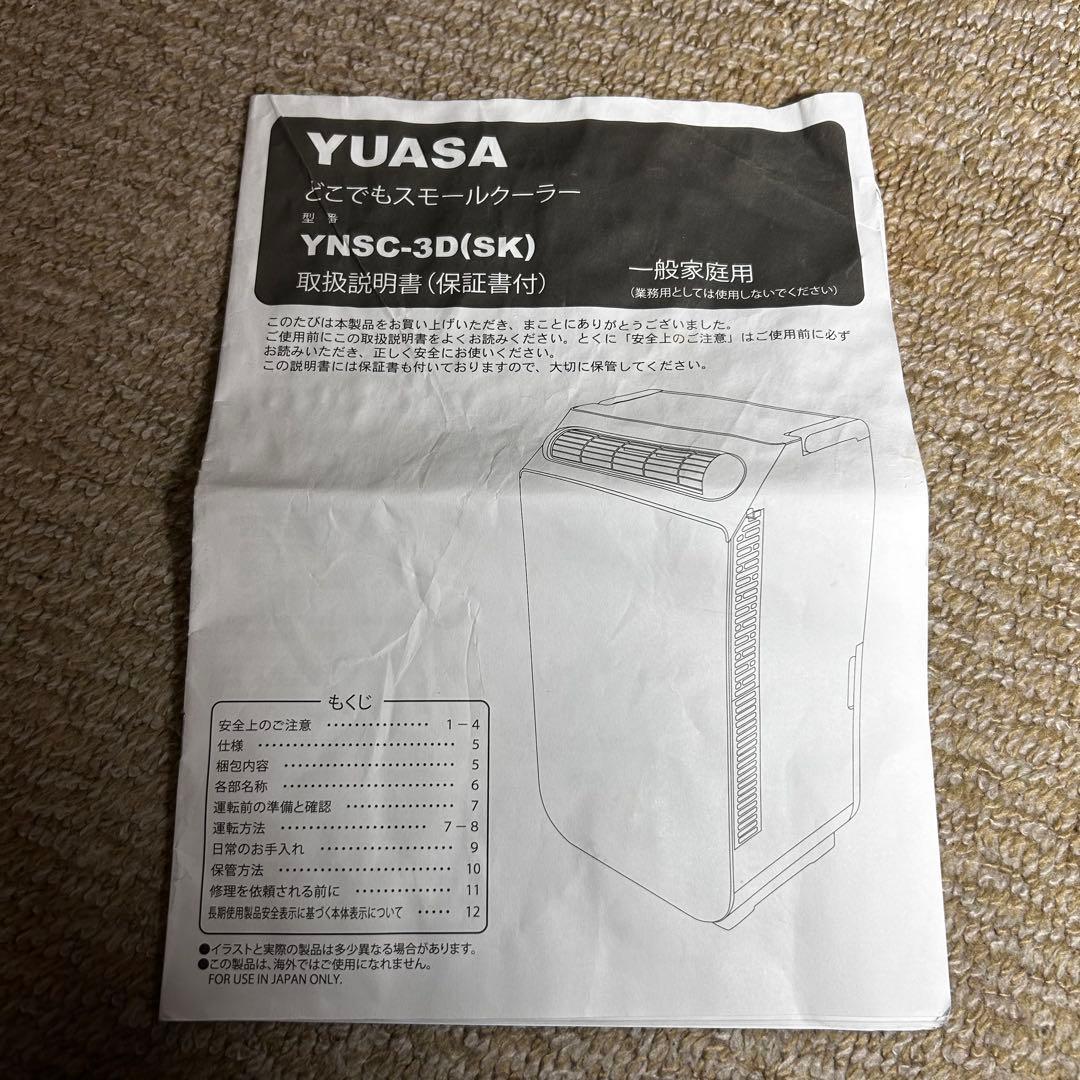 YUASA
どこでもスモールクーラー
型 番
YNSC-3D(SK)
取扱説明書(保証書付)
一般家庭用
(業務用としては使用しないでください)
このたびは本製品をお買い上げいただき、まことにありがとうございました。
ご使用前にこの取扱説明書をよくお読みください。とくに「安全上のご注意」はご使用前に必ず
お読みいただき、正しく安全にお使いください。
この説明書には保証書も付いておりますので、大切に保管してください。
もくじ
安全上のご注意 ・・・・・・・・・・・・・・・ 1-4
仕様 ・・・・・・・・・・・・・・・・・・・・・・・・・・・・ 5
梱包内容 ・・・・・・・・・・・・・・・・・・・・・・・・ 5
各部名称 ・・・・・・・・・・・・・・・・・・・・・・・・ 6
運転前の準備と確認 ・・・・・・・・・・・・・・・ 7
運転方法 ・・・・・・・・・・・・・・・・・・・・・ 7-8
日常のお手入れ ・・・・・・・・・・・・・・・・・・・ 9
保管方法 ・・・・・・・・・・・・・・・・・・・・・・・・ 10
修理を依頼される前に ・・・・・・・・・・・・・・ 11
長期使用製品安全表示に基づく本体表示について ・・・・・ 12
●イラストと実際の製品は多少異なる場合があります。
●この製品は、海外ではご使用になれません。
FOR USE IN JAPAN ONLY.